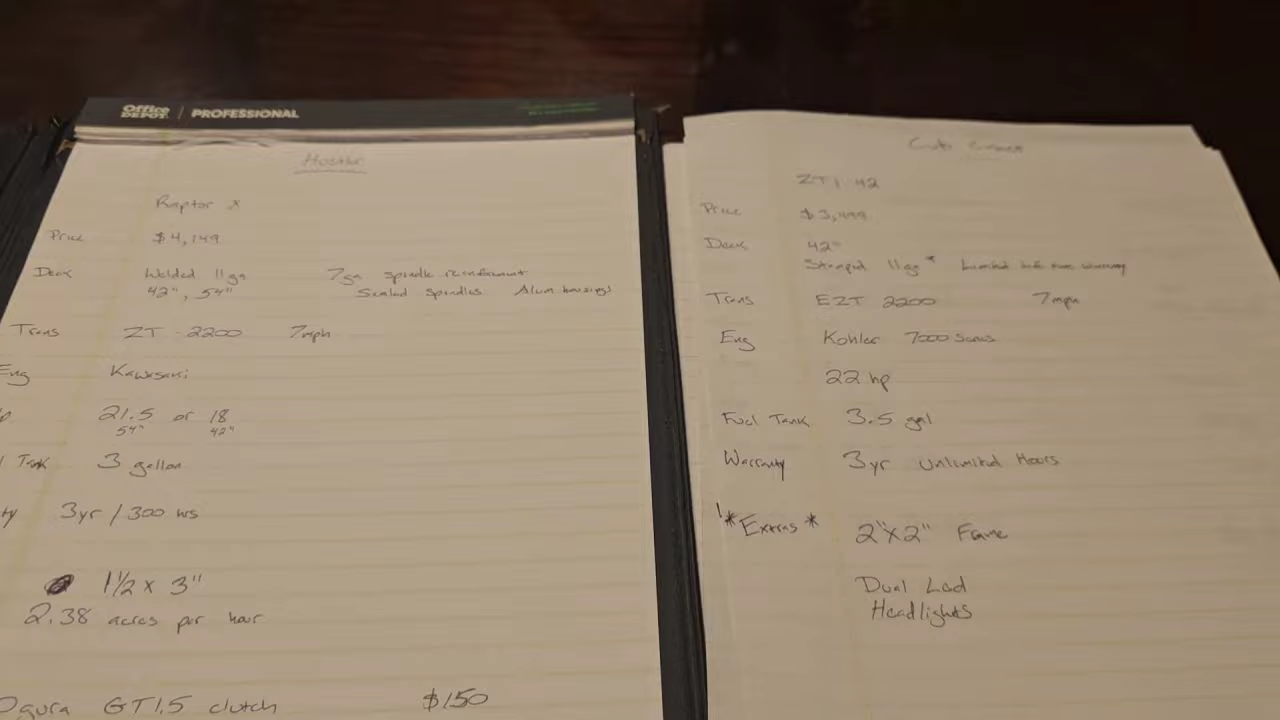 Office DEPOT | PROFESSIONAL
Hustler
Raptor X
Price $4,149
Deck Welded 11ga 7ga spindle reinforcment
42", 54" Sealed spindles Alum housings
Trans ZT - 2200 7mph
Eng Kawasaki
21.5 or 18
54" 42"
Tank 3 gallon
ty 3yr / 300 hrs
1 1/2 x 3"
2.38 acres per hour
Ogura GT1.5 clutch $150
Cub Cadet
ZT1 42
Price $3,499
Deck 42"
Stamped 11ga * Limited life time warranty
Trans EZT 2200 7mph
Eng Kohler 7000 Series
22 hp
Fuel Tank 3.5 gal
Warranty 3yr Unlimited Hours
! *Extras* 2"x2" Frame
Dual Led
Headlights